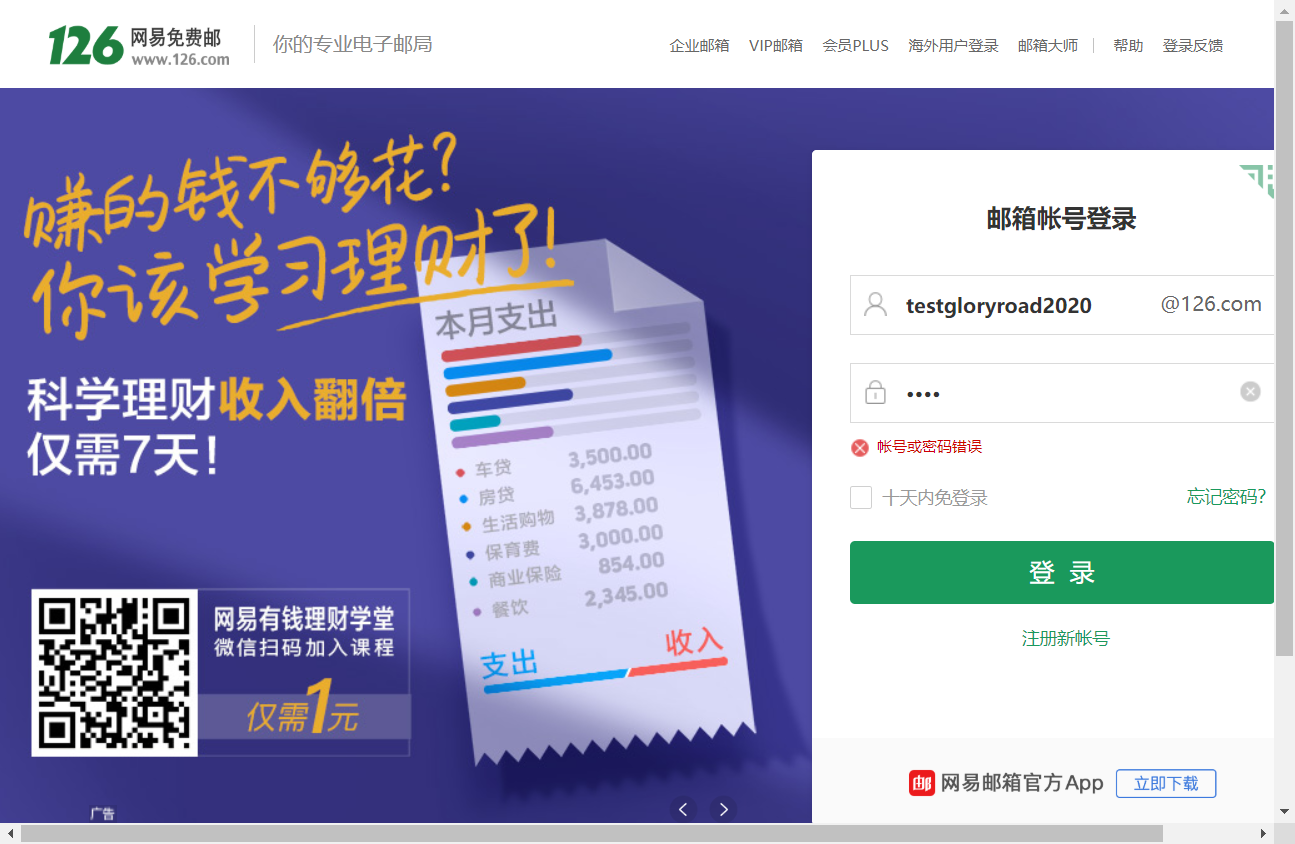 126 网易免费邮
www.126.com
你的专业电子邮局
企业邮箱 VIP邮箱 会员PLUS 海外用户登录 邮箱大师 | 帮助 登录反馈
赚的钱不够花?
你该学习理财了!
科学理财收入翻倍
仅需7天!
本月支出
车贷 3,500.00
房贷 6,453.00
生活购物 3,878.00
保育费 3,000.00
商业保险 854.00
餐饮 2,345.00
支出 收入
网易有钱理财学堂
微信扫码加入课程
仅需1元
广告
邮箱帐号登录
testgloryroad2020 @126.com
••••
帐号或密码错误
十天内免登录 忘记密码?
登 录
注册新帐号
邮 网易邮箱官方App 立即下载